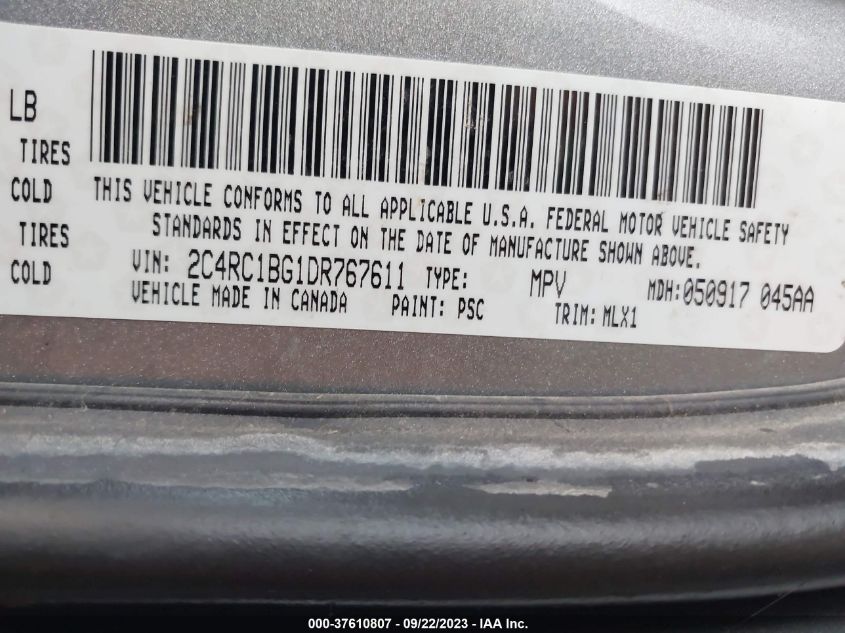 LB
TIRES
COLD
TIRES
COLD
THIS VEHICLE CONFORMS TO ALL APPLICABLE U.S.A. FEDERAL MOTOR VEHICLE SAFETY
STANDARDS IN EFFECT ON THE DATE OF MANUFACTURE SHOWN ABOVE.
VIN: 2C4RC1BG1DR767611 TYPE: MPV MDH:050917 045AA
VEHICLE MADE IN CANADA PAINT: PSC TRIM: MLX1
000-37610807 - 09/22/2023 - IAA Inc.